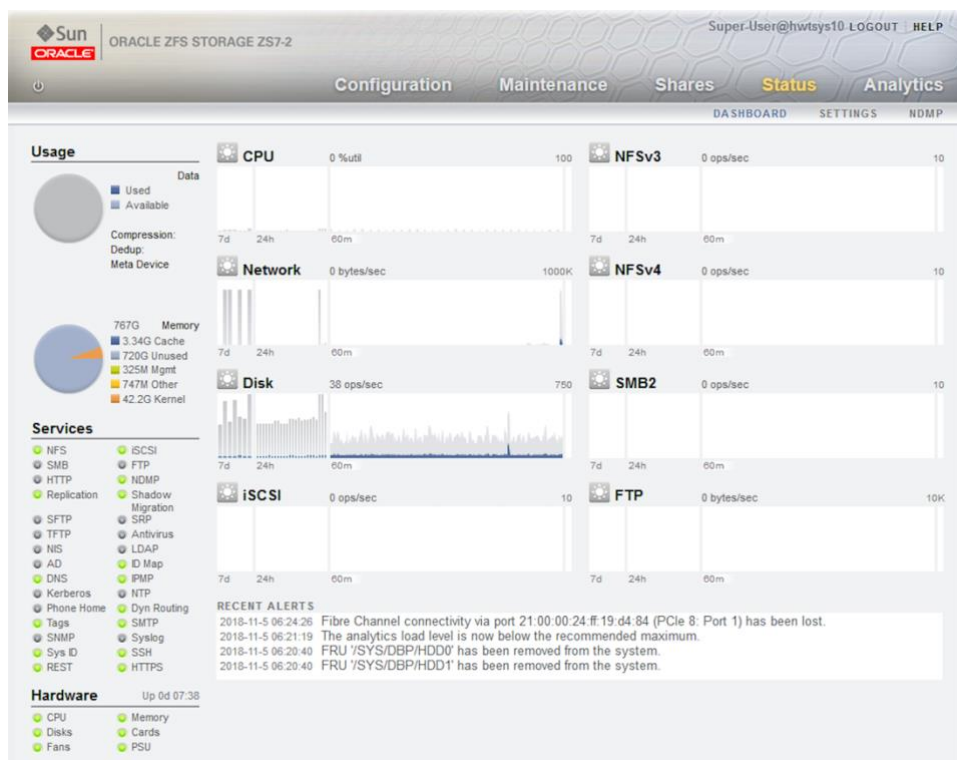 Sun
ORACLE
ORACLE ZFS STORAGE ZS7-2
Super-User@hwtsys10 LOGOUT HELP
Configuration Maintenance Shares Status Analytics
DASHBOARD SETTINGS NDMP
Usage
Data
Used
Available
Compression:
Dedup:
Meta Device
767G Memory
3.34G Cache
720G Unused
325M Mgmt
747M Other
42.2G Kernel
Services
NFS iSCSI
SMB FTP
HTTP NDMP
Replication Shadow Migration
SFTP SRP
TFTP Antivirus
NIS LDAP
AD ID Map
DNS IPMP
Kerberos NTP
Phone Home Dyn Routing
Tags SMTP
SNMP Syslog
Sys ID SSH
REST HTTPS
Hardware Up 0d 07:38
CPU Memory
Disks Cards
Fans PSU
CPU 0 %util 100
7d 24h 60m
NFSv3 0 ops/sec 10
7d 24h 60m
Network 0 bytes/sec 1000K
7d 24h 60m
NFSv4 0 ops/sec 10
7d 24h 60m
Disk 38 ops/sec 750
7d 24h 60m
SMB2 0 ops/sec 10
7d 24h 60m
iSCSI 0 ops/sec 10
7d 24h 60m
FTP 0 bytes/sec 10K
7d 24h 60m
RECENT ALERTS
2018-11-5 06:24:26 Fibre Channel connectivity via port 21:00:00:24:ff:19:d4:84 (PCIe 8: Port 1) has been lost.
2018-11-5 06:21:19 The analytics load level is now below the recommended maximum.
2018-11-5 06:20:40 FRU '/SYS/DBP/HDD0' has been removed from the system.
2018-11-5 06:20:40 FRU '/SYS/DBP/HDD1' has been removed from the system.